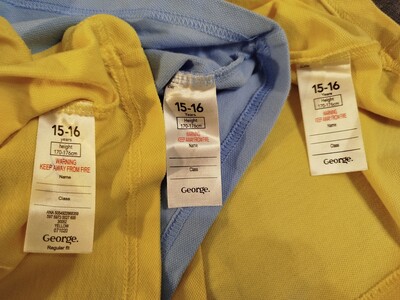 15-16
Years
Height
170-176cm
WARNING
KEEP AWAY FROM FIRE
Name
Class
YELLOW
George.
Regular fit
15-16
Years
Height
170-176cm
WARNING
KEEP AWAY FROM FIRE
Name
Class
George.
15-16
Years
Height
170-176cm
WARNING
KEEP AWAY FROM FIRE
Name
Class
George.